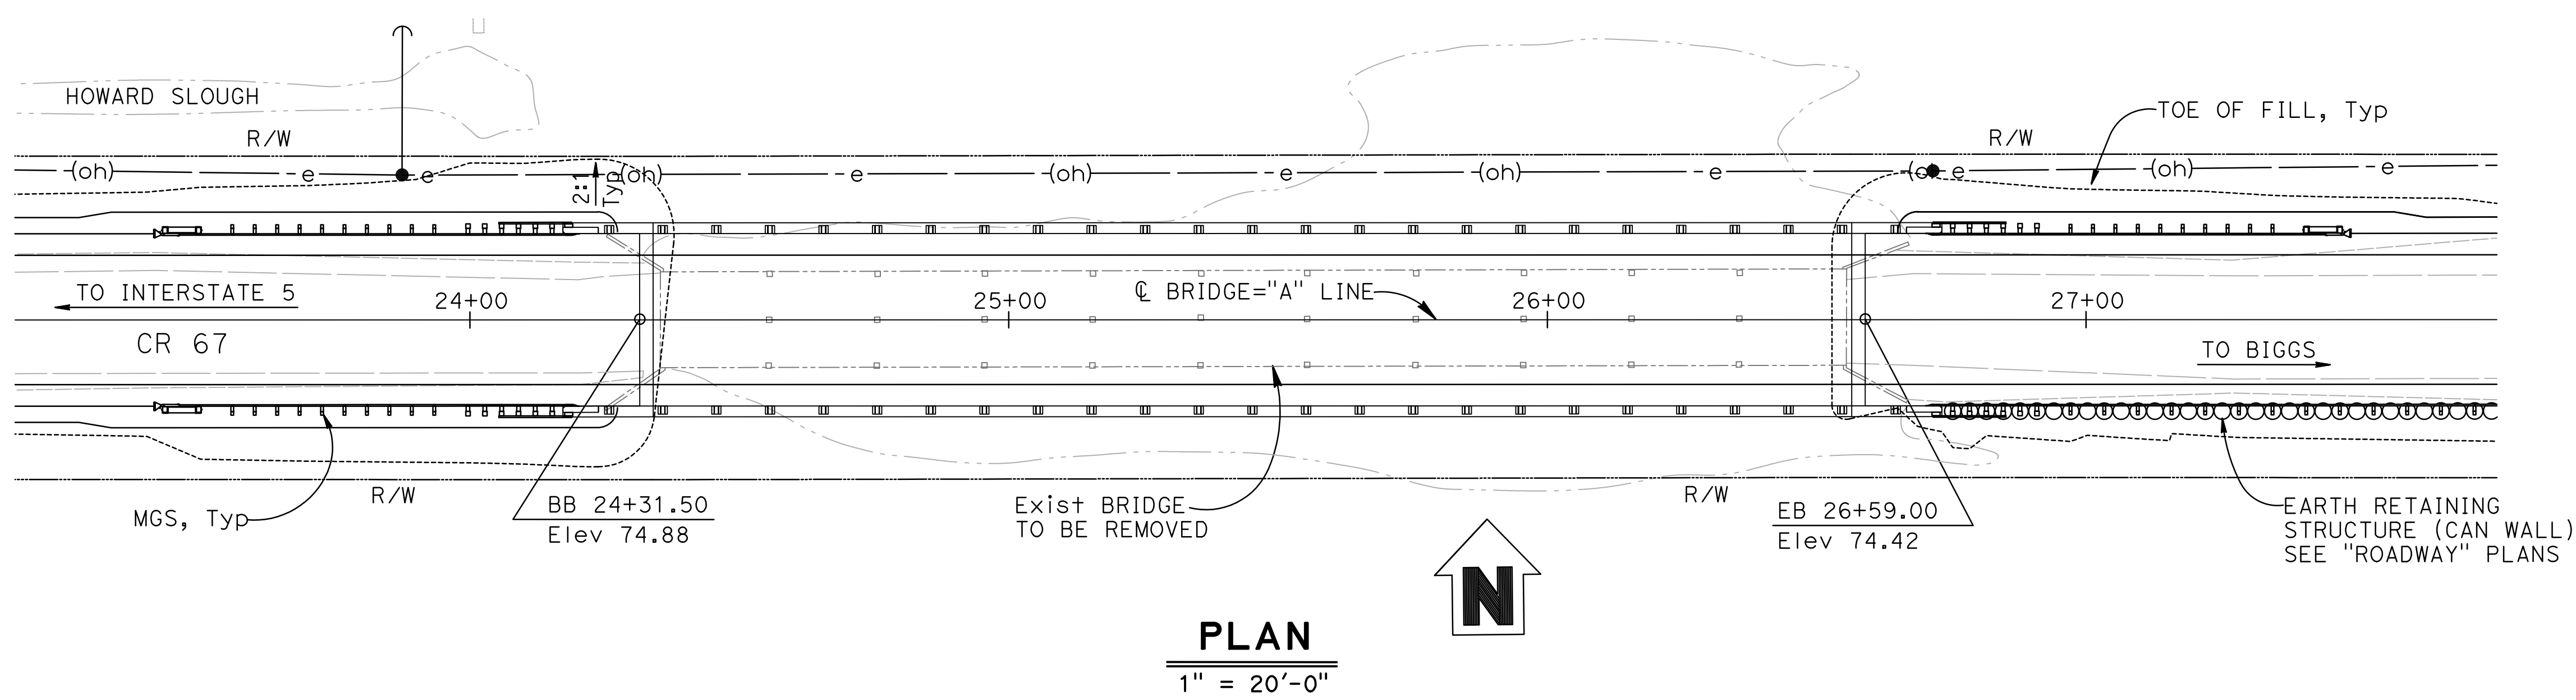 HOWARD SLOUGH
R/W
TOE OF FILL, Typ
R/W
(oh) e e (oh) e (oh) e (oh) e (oh) e
2:1
Typ
TO INTERSTATE 5
24+00
25+00
℄ BRIDGE="A" LINE
26+00
27+00
CR 67
TO BIGGS
R/W
R/W
MGS, Typ
BB 24+31.50
Elev 74.88
Exist BRIDGE
TO BE REMOVED
EB 26+59.00
Elev 74.42
EARTH RETAINING
STRUCTURE (CAN WALL)
SEE "ROADWAY" PLANS
N
PLAN
1" = 20'-0"